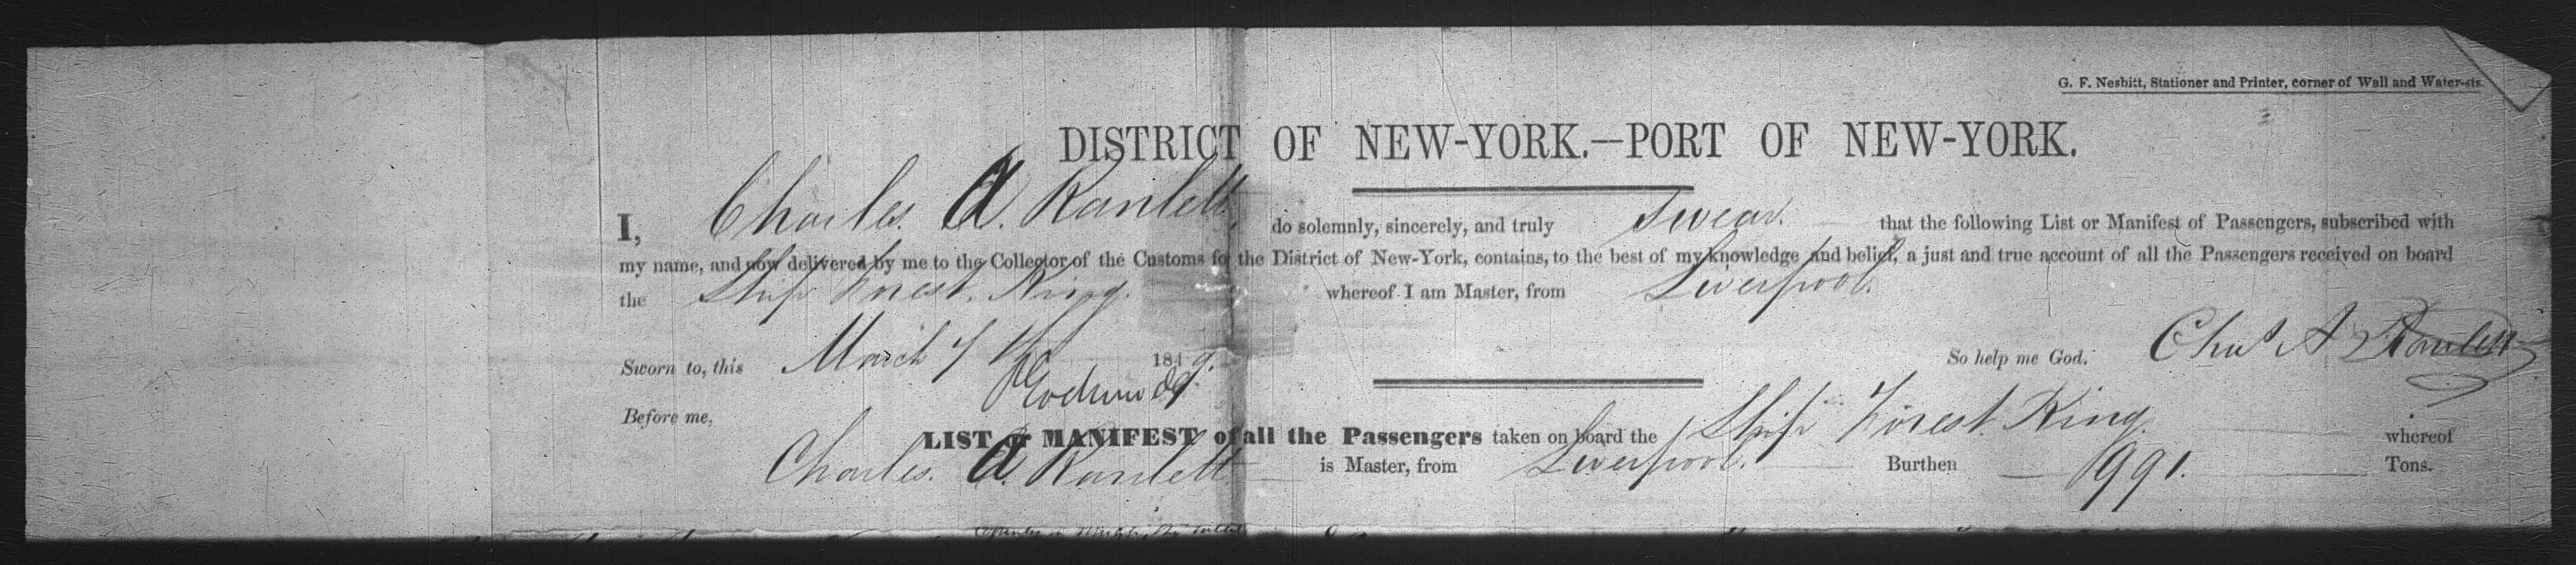 G. F. Nesbitt, Stationer and Printer, corner of Wall and Water-sts.
DISTRICT OF NEW-YORK.—PORT OF NEW-YORK.
I, Charles. A. Ranlett do solemnly, sincerely, and truly Swear. that the following List or Manifest of Passengers, subscribed with
my name, and now delivered by me to the Collector of the Customs for the District of New-York, contains, to the best of my knowledge and belief, a just and true account of all the Passengers received on board
the Ship Forest King. whereof I am Master, from Liverpool.
Sworn to, this March 7 1849. So help me God. Chas A Ranlett
Before me,
LIST or MANIFEST of all the Passengers taken on board the Ship Forest King. whereof
Charles. A. Ranlett is Master, from Liverpool. Burthen 991. Tons.